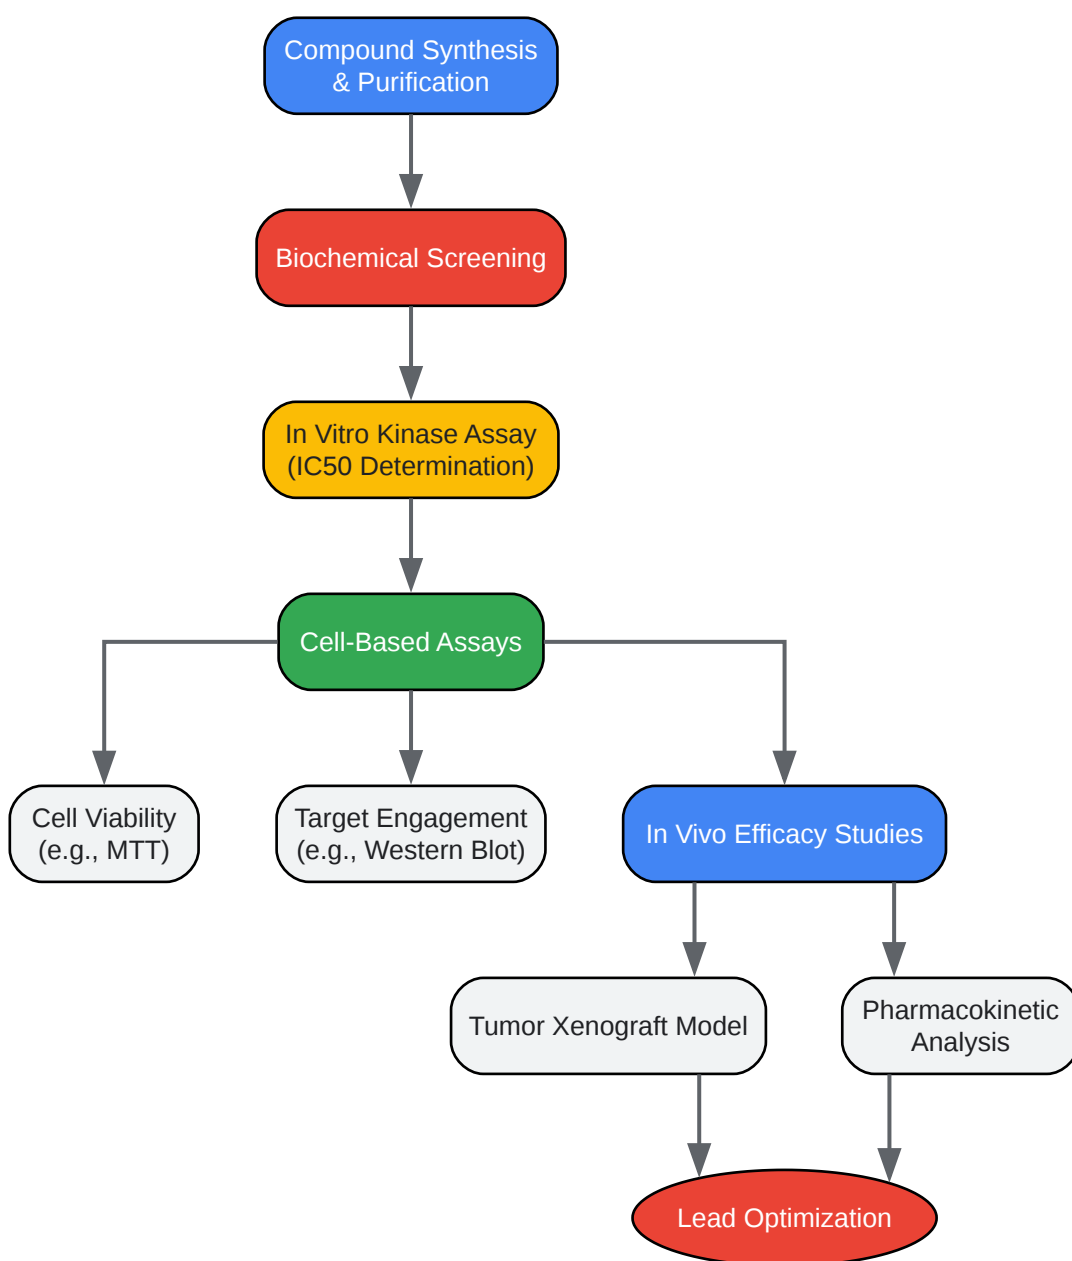 Compound Synthesis
& Purification
Biochemical Screening
In Vitro Kinase Assay
(IC50 Determination)
Cell-Based Assays
Cell Viability
(e.g., MTT)
Target Engagement
(e.g., Western Blot)
In Vivo Efficacy Studies
Tumor Xenograft Model
Pharmacokinetic
Analysis
Lead Optimization